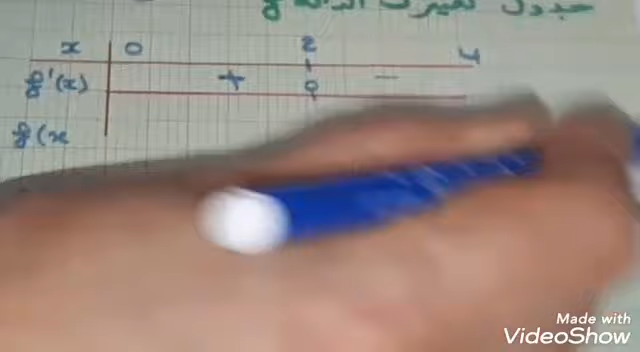 جدول تغيرات الدالة g
x 0 2 4
g'(x) + 0 -
g(x
Made with
VideoShow